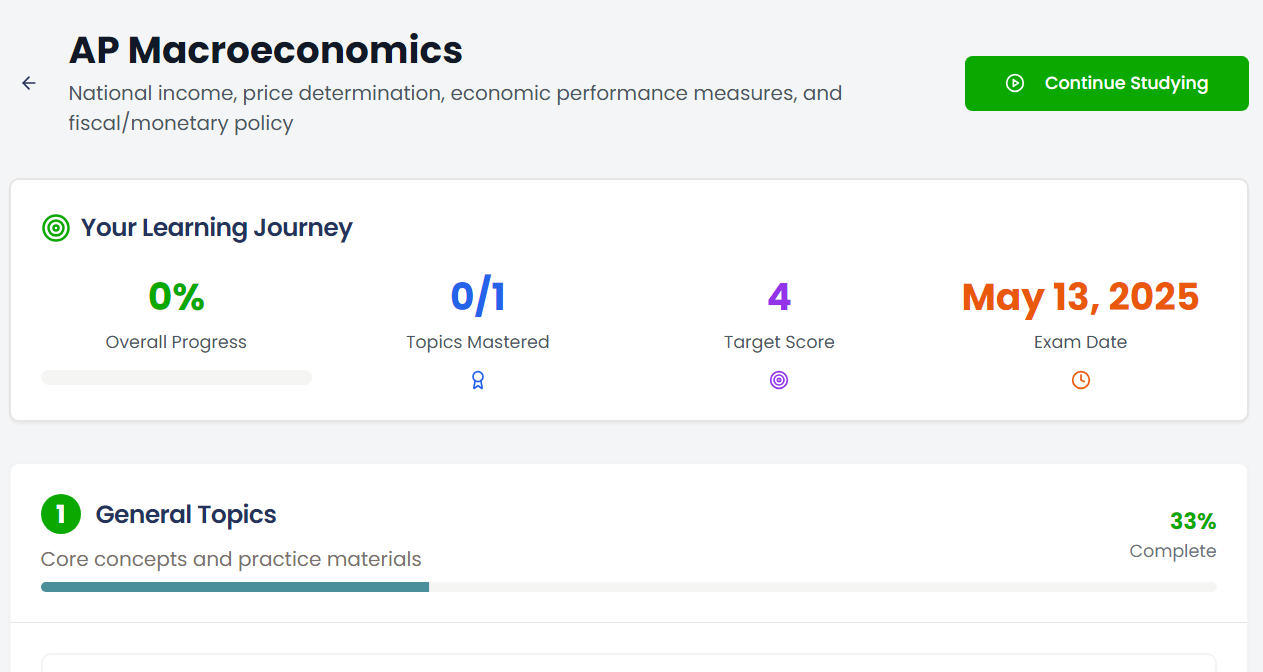 AP Macroeconomics
National income, price determination, economic performance measures, and
fiscal/monetary policy
Continue Studying
Your Learning Journey
0%
Overall Progress
0/1
Topics Mastered
4
Target Score
May 13, 2025
Exam Date
1 General Topics
Core concepts and practice materials
33%
Complete